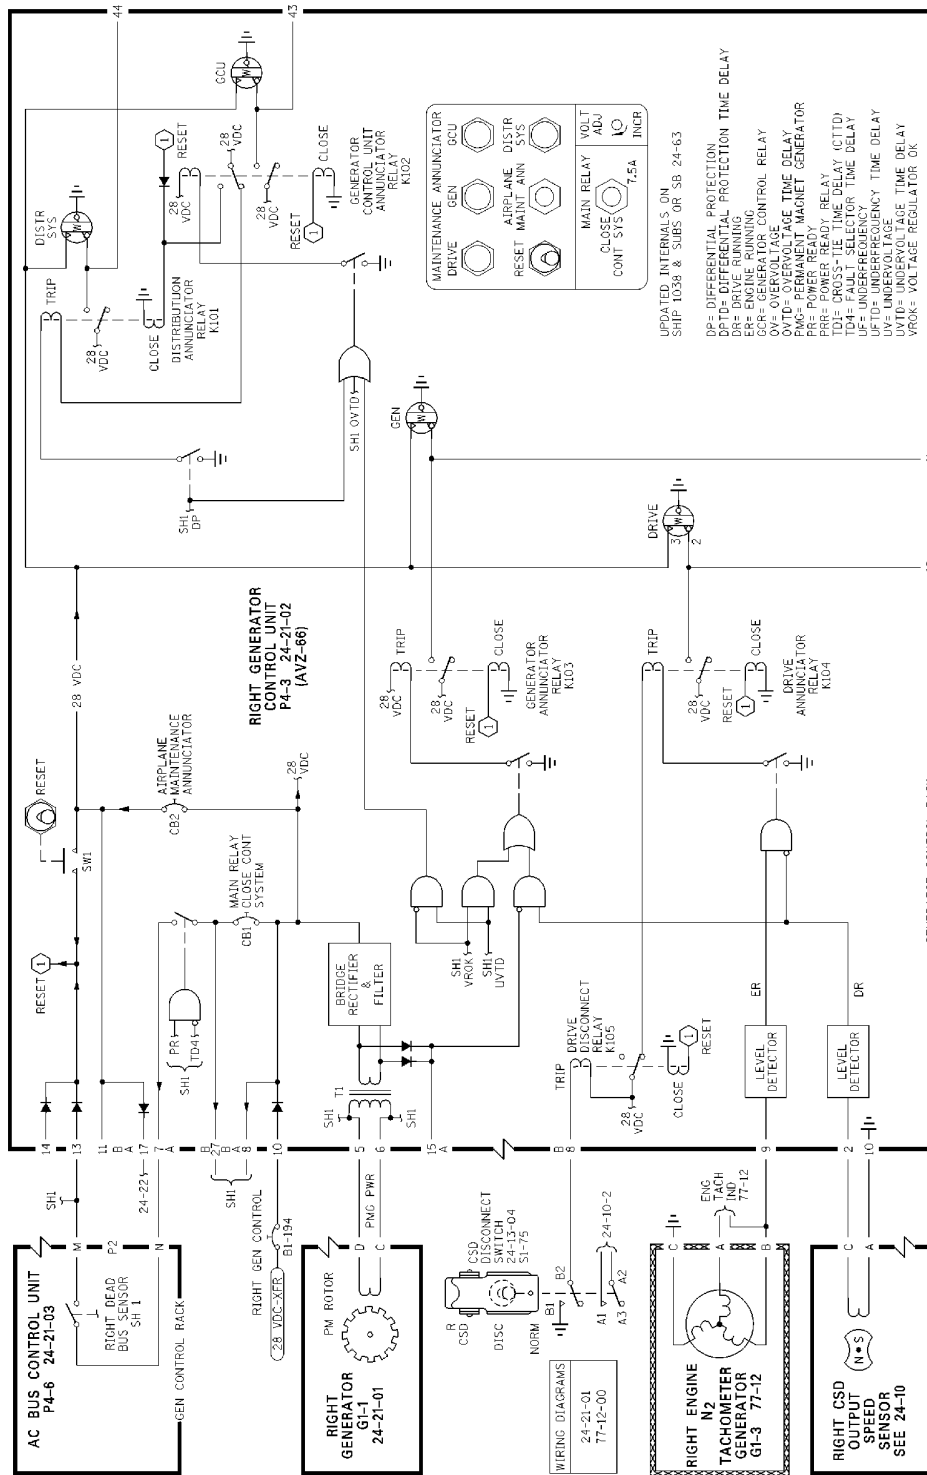 AC BUS CONTROL UNIT
P4-6 24-21-03
RIGHT DEAD
BUS SENSOR
SH 1
M
P2
N
GEN CONTROL RACK
SH1
24-22
14
13
11
B
A
17
7
A
B
27
B
A
8
10
SH1
RIGHT GEN CONTROL
28 VDC-XFR
B1-194
RESET
1
PR
TD4
SH1
SW1
RESET
28 VDC
CB2
AIRPLANE
MAINTENANCE
ANNUNCIATOR
MAIN RELAY
CLOSE CONT
SYSTEM
CB1
28
VDC
RIGHT GENERATOR
CONTROL UNIT
P4-3 24-21-02
(AVZ-66)
44
43
DISTR
SYS
W
TRIP
28
VDC
CLOSE
DISTRIBUTION
ANNUNCIATOR
RELAY
K101
1
RESET
28
VDC
28
VDC
28
VDC
CLOSE
RESET
1
GENERATOR
CONTROL UNIT
ANNUNCIATOR
RELAY
K102
GCU
W
SH1
DP
SH1 OVTD
RIGHT
GENERATOR
G1-1
24-21-01
PM ROTOR
D
C
PMG PWR
5
6
15
A
SH1
T1
SH1
BRIDGE
RECTIFIER
&
FILTER
SH1
VROK
SH1
UVTD
TRIP
28
VDC
28
VDC
RESET
1
CLOSE
GENERATOR
ANNUNCIATOR
RELAY
K103
GEN
W
MAINTENANCE ANNUNCIATOR
DRIVE
GEN
GCU
RESET
AIRPLANE
MAINT ANN
DISTR
SYS
MAIN RELAY
CLOSE
CONT SYS
7.5A
VOLT
ADJ
INCR
WIRING DIAGRAMS
24-21-01
77-12-00
R
CSD
CSD
DISCONNECT
SWITCH
24-13-04
S1-75
DISC
NORM
B1
B2
A1
A2
A3
24-10-2
B
8
TRIP
DRIVE
DISCONNECT
RELAY
K105
28
VDC
CLOSE
1
RESET
TRIP
28
VDC
RESET
1
CLOSE
DRIVE
ANNUNCIATOR
RELAY
K104
DRIVE
3
2
W
UPDATED INTERNALS ON
SHIP 1038 & SUBS OR SB 24-63
DP= DIFFERENTIAL PROTECTION
DPTD= DIFFERENTIAL PROTECTION TIME DELAY
DR= DRIVE RUNNING
ER= ENGINE RUNNING
GCR= GENERATOR CONTROL RELAY
OV= OVERVOLTAGE
OVTD= OVERVOLTAGE TIME DELAY
PMG= PERMANENT MAGNET GENERATOR
PR= POWER READY
PRR= POWER READY RELAY
TD1= CROSS-TIE TIME DELAY (CTTD)
TD4= FAULT SELECTOR TIME DELAY
UF= UNDERFREQUENCY
UFTD= UNDERFREQUENCY TIME DELAY
UV= UNDERVOLTAGE
UVTD= UNDERVOLTAGE TIME DELAY
VROK= VOLTAGE REGULATOR OK
RIGHT ENGINE
N2
TACHOMETER
GENERATOR
G1-3 77-12
C
A
B
ENG
TACH
IND
77-12
9
LEVEL
DETECTOR
ER
RIGHT CSD
OUTPUT
SPEED
SENSOR
SEE 24-10
N S
C
A
2
10
LEVEL
DETECTOR
DR